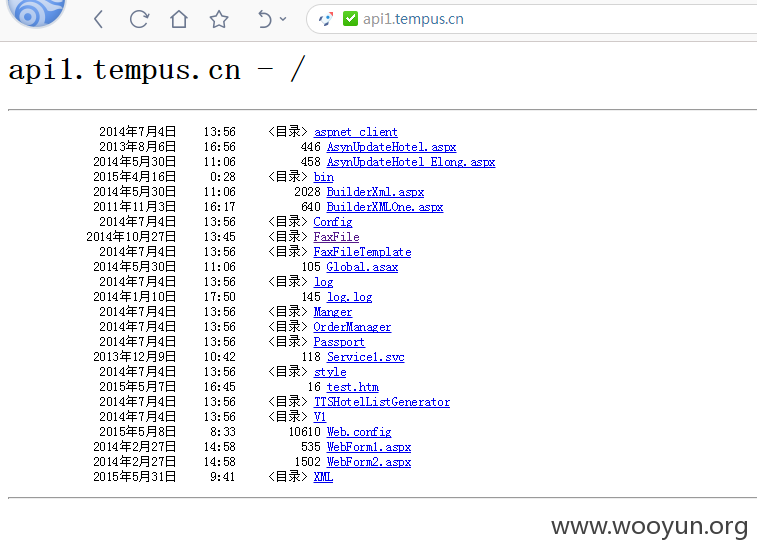 api1.tempus.cn
api1.tempus.cn - /
2014年7月4日 13:56 <目录> aspnet_client
2013年8月6日 16:56 446 AsynUpdateHotel.aspx
2014年5月30日 11:06 458 AsynUpdateHotel_Elong.aspx
2015年4月16日 0:28 <目录> bin
2014年5月30日 11:06 2028 BuilderXml.aspx
2011年11月3日 16:17 640 BuilderXMLOne.aspx
2014年7月4日 13:56 <目录> Config
2014年10月27日 13:45 <目录> FaxFile
2014年7月4日 13:56 <目录> FaxFileTemplate
2014年5月30日 11:06 105 Global.asax
2014年7月4日 13:56 <目录> log
2014年1月10日 17:50 145 log.log
2014年7月4日 13:56 <目录> Manger
2014年7月4日 13:56 <目录> OrderManager
2014年7月4日 13:56 <目录> Passport
2013年12月9日 10:42 118 Service1.svc
2014年7月4日 13:56 <目录> style
2015年5月7日 16:45 16 test.htm
2014年7月4日 13:56 <目录> TTSHotelListGenerator
2014年7月4日 13:56 <目录> V1
2015年5月8日 8:33 10610 Web.config
2014年2月27日 14:58 535 WebForm1.aspx
2014年2月27日 14:58 1502 WebForm2.aspx
2015年5月31日 9:41 <目录> XML
www.wooyun.org